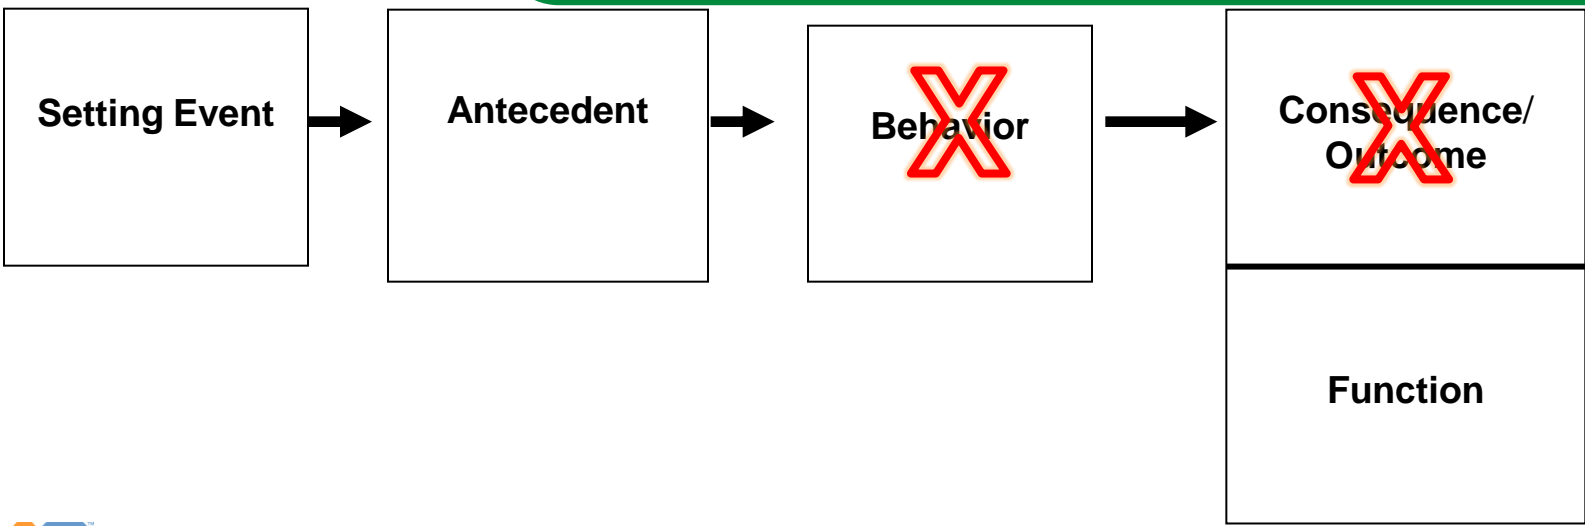 Setting Event
Antecedent
Behavior
X
Consequence/
Outcome
X
Function